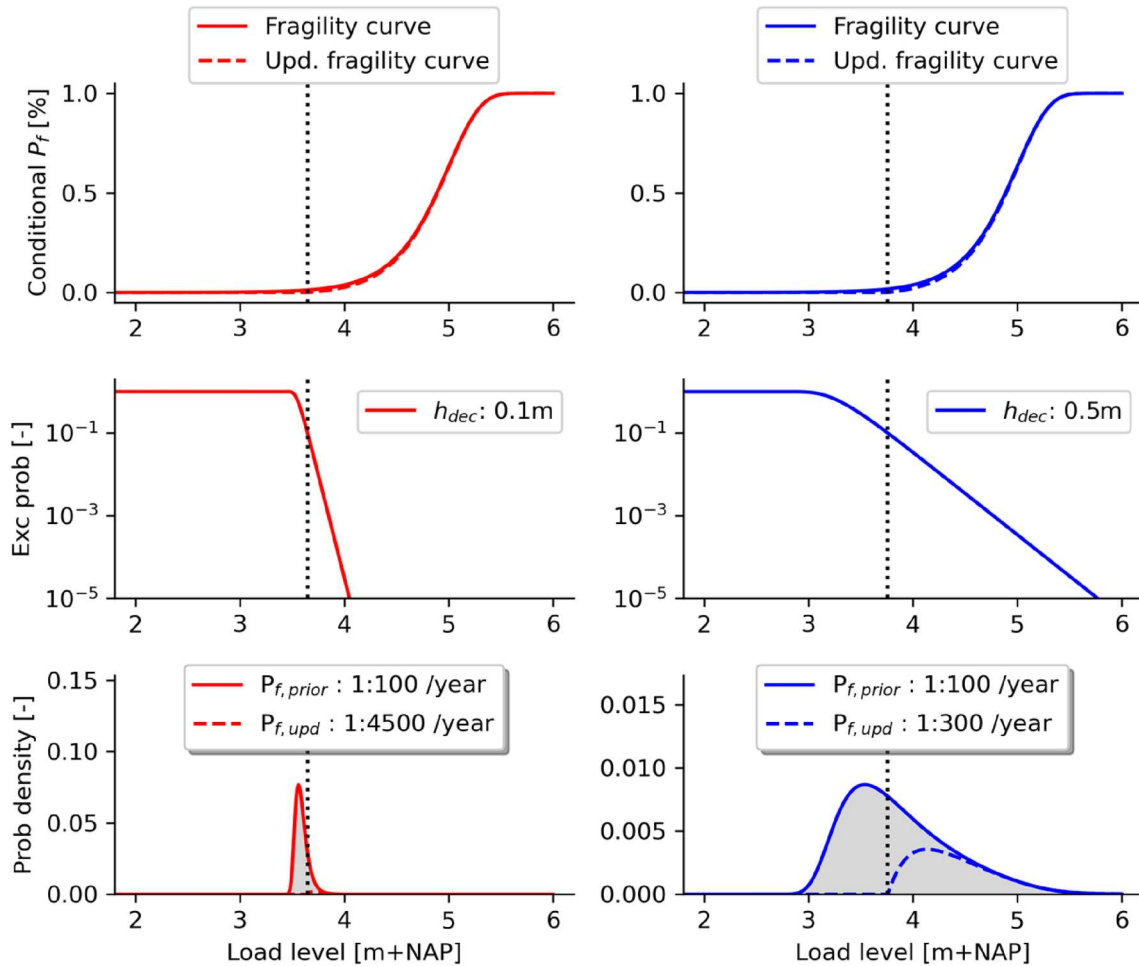 Fragility curve
Upd. fragility curve
Fragility curve
Upd. fragility curve
Conditional P_f [%]
1.0
0.5
0.0
2 3 4 5 6
1.0
0.5
0.0
2 3 4 5 6
Exc prob [-]
10⁻¹
10⁻³
10⁻⁵
h_dec: 0.1m
2 3 4 5 6
10⁻¹
10⁻³
10⁻⁵
h_dec: 0.5m
2 3 4 5 6
Prob density [-]
0.15
0.10
0.05
0.00
P_f,prior : 1:100 /year
P_f,upd : 1:4500 /year
2 3 4 5 6
Load level [m+NAP]
0.015
0.010
0.005
0.000
P_f,prior : 1:100 /year
P_f,upd : 1:300 /year
2 3 4 5 6
Load level [m+NAP]